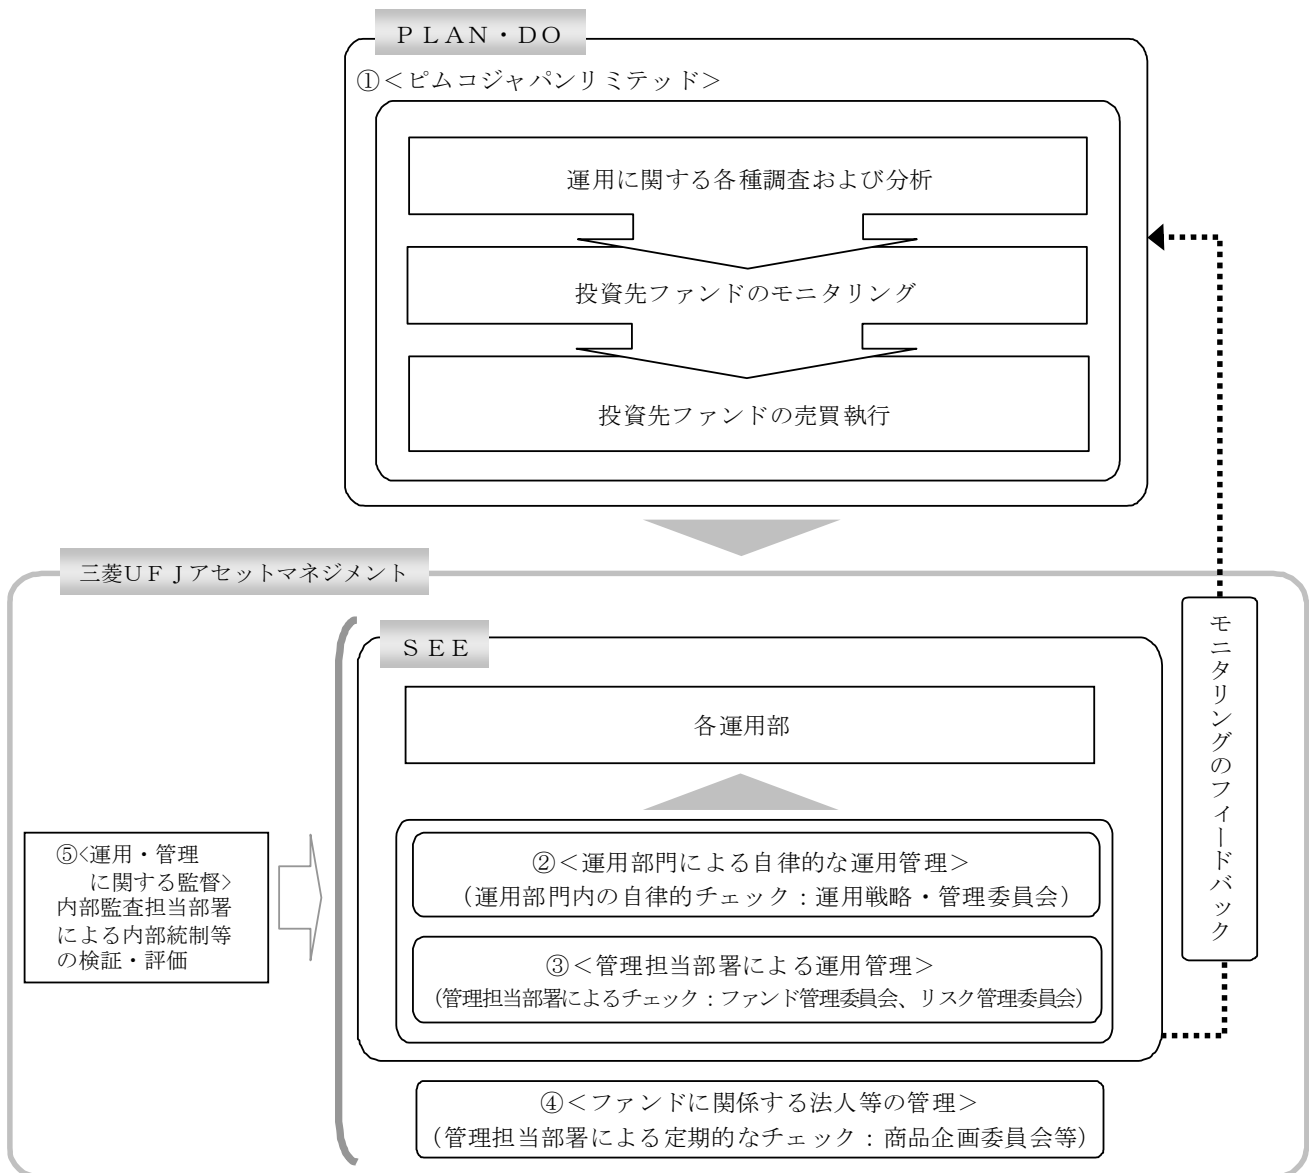 PLAN・DO
①＜ピムコジャパンリミテッド＞
運用に関する各種調査および分析
投資先ファンドのモニタリング
投資先ファンドの売買執行
三菱UFJアセットマネジメント
SEE
各運用部
②＜運用部門による自律的な運用管理＞
（運用部門内の自律的チェック：運用戦略・管理委員会）
③＜管理担当部署による運用管理＞
（管理担当部署によるチェック：ファンド管理委員会、リスク管理委員会）
④＜ファンドに関係する法人等の管理＞
（管理担当部署による定期的なチェック：商品企画委員会等）
⑤<運用・管理
に関する監督>
内部監査担当部署
による内部統制等
の検証・評価
モニタリングのフィードバック